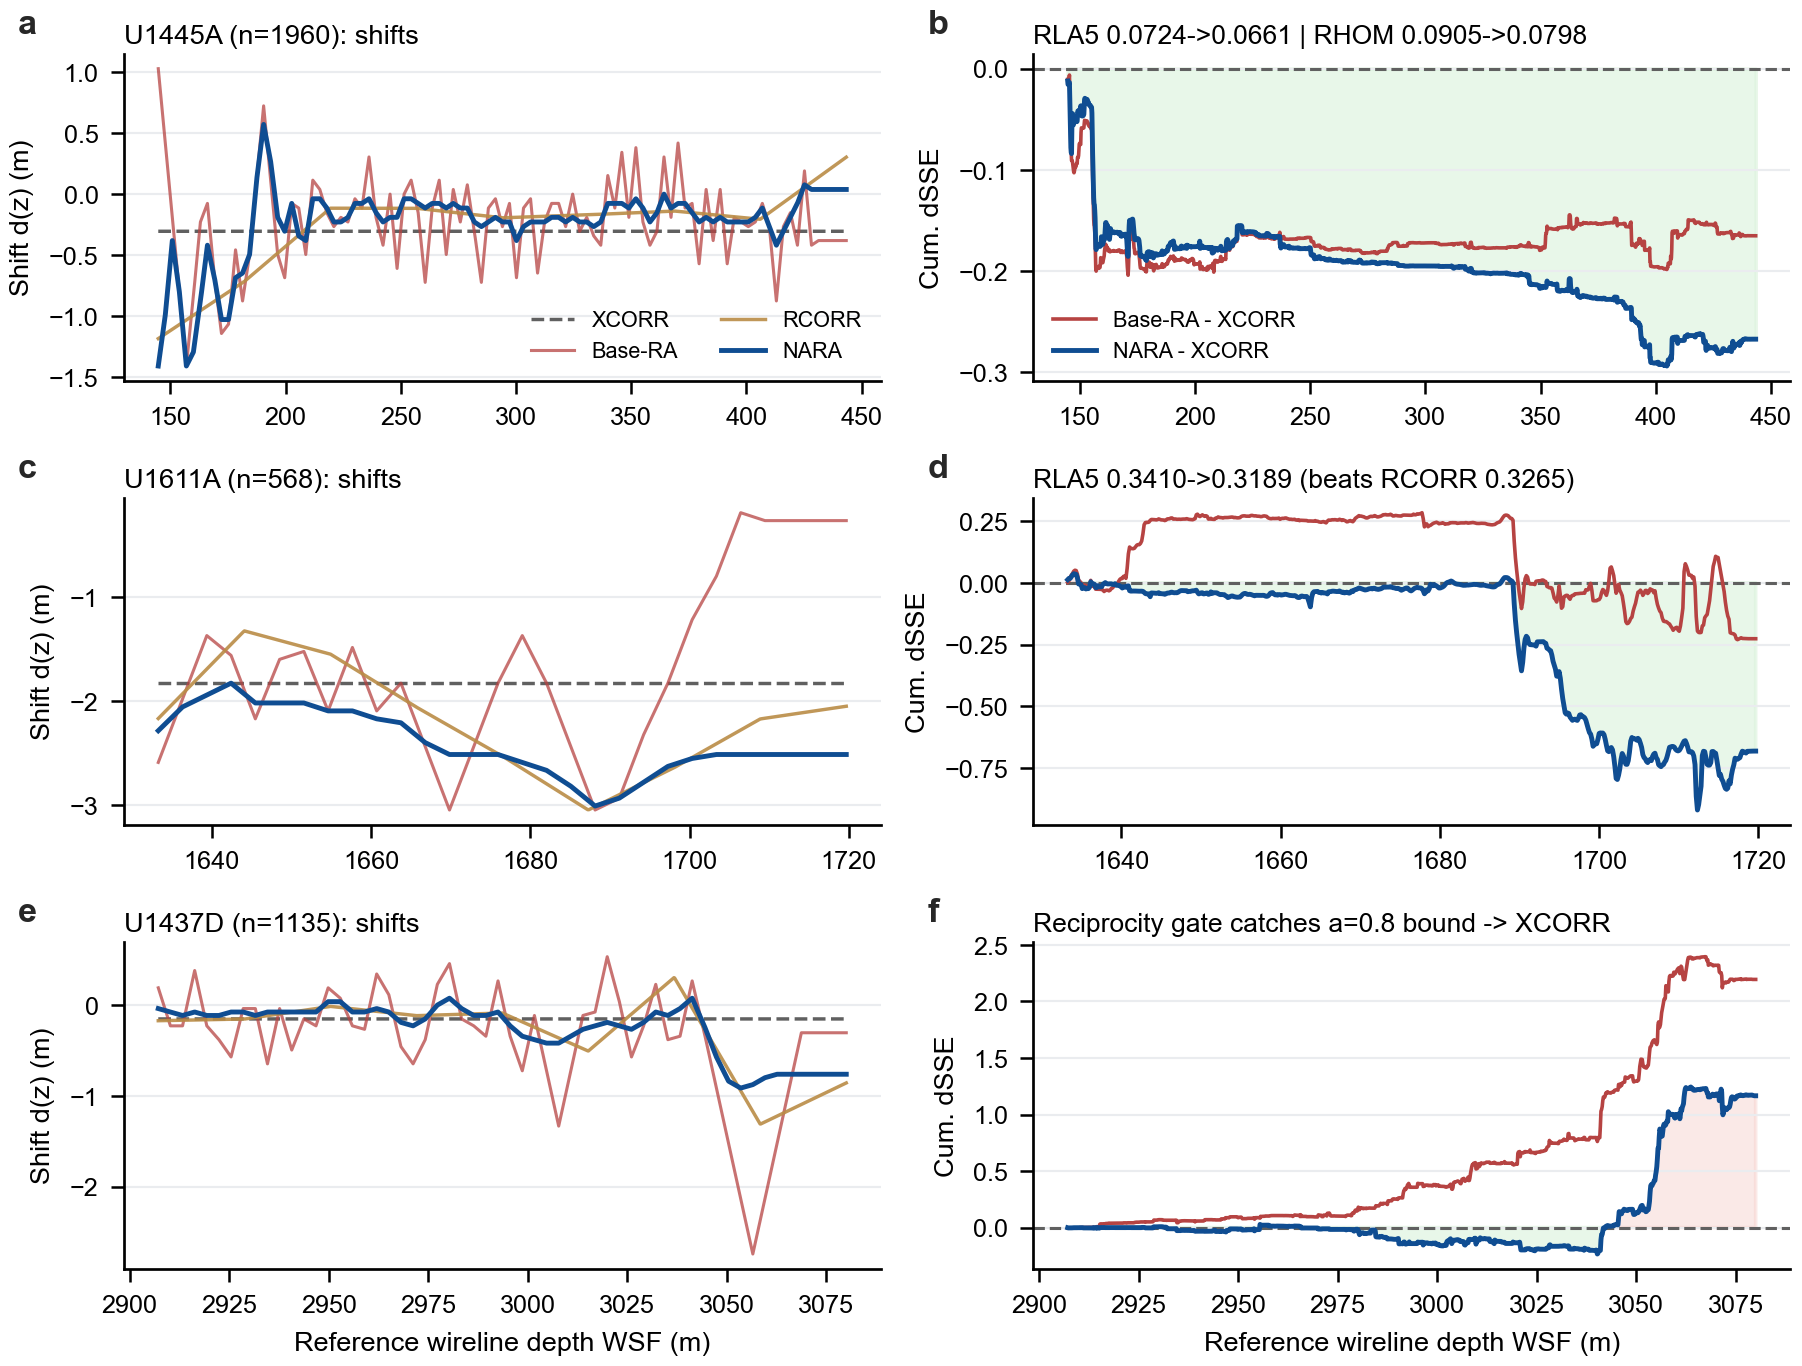 a
U1445A (n=1960): shifts
Shift d(z) (m)
1.0
0.5
0.0
−0.5
−1.0
−1.5
XCORR
Base-RA
RCORR
NARA
150 200 250 300 350 400 450
b
RLA5 0.0724->0.0661 | RHOM 0.0905->0.0798
Cum. dSSE
0.0
−0.1
−0.2
−0.3
Base-RA - XCORR
NARA - XCORR
150 200 250 300 350 400 450
c
U1611A (n=568): shifts
Shift d(z) (m)
−1
−2
−3
1640 1660 1680 1700 1720
d
RLA5 0.3410->0.3189 (beats RCORR 0.3265)
Cum. dSSE
0.25
0.00
−0.25
−0.50
−0.75
1640 1660 1680 1700 1720
e
U1437D (n=1135): shifts
Shift d(z) (m)
0
−1
−2
2900 2925 2950 2975 3000 3025 3050 3075
Reference wireline depth WSF (m)
f
Reciprocity gate catches a=0.8 bound -> XCORR
Cum. dSSE
2.5
2.0
1.5
1.0
0.5
0.0
2900 2925 2950 2975 3000 3025 3050 3075
Reference wireline depth WSF (m)